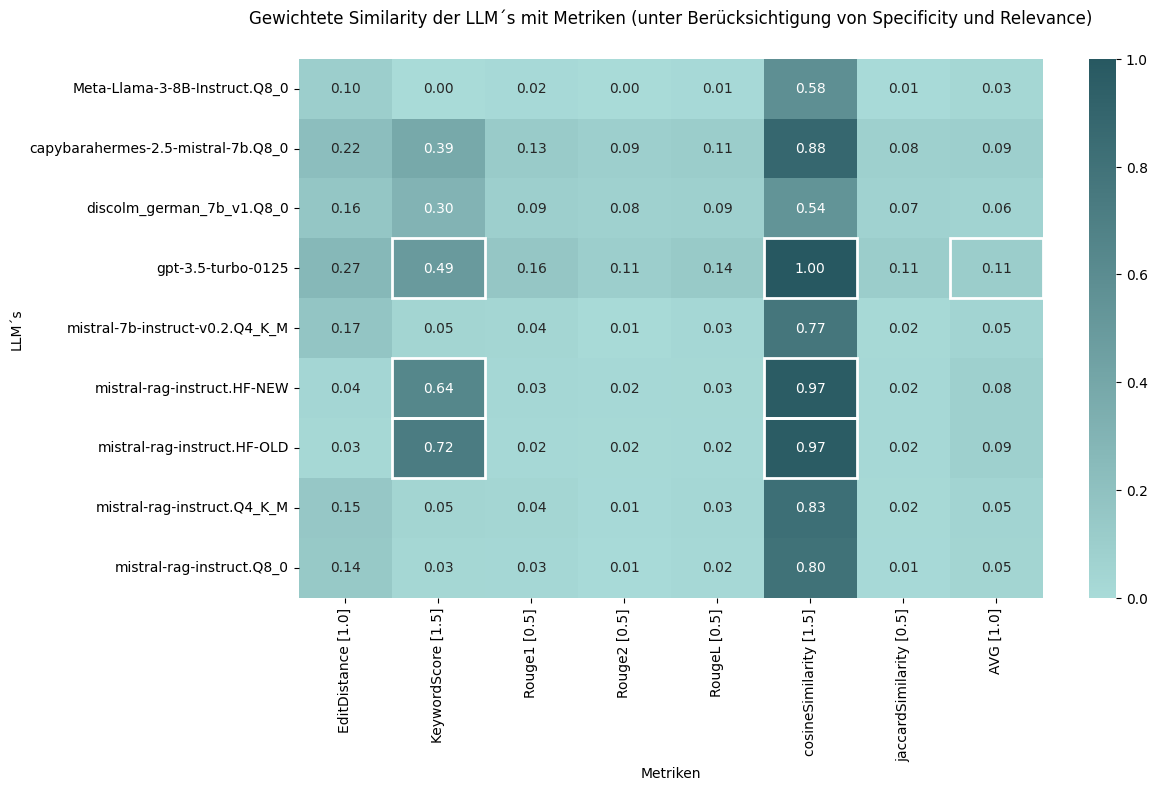 Gewichtete Similarity der LLM´s mit Metriken (unter Berücksichtigung von Specificity und Relevance)
LLM´s
Meta-Llama-3-8B-Instruct.Q8_0 0.10 0.00 0.02 0.00 0.01 0.58 0.01 0.03
capybarahermes-2.5-mistral-7b.Q8_0 0.22 0.39 0.13 0.09 0.11 0.88 0.08 0.09
discolm_german_7b_v1.Q8_0 0.16 0.30 0.09 0.08 0.09 0.54 0.07 0.06
gpt-3.5-turbo-0125 0.27 0.49 0.16 0.11 0.14 1.00 0.11 0.11
mistral-7b-instruct-v0.2.Q4_K_M 0.17 0.05 0.04 0.01 0.03 0.77 0.02 0.05
mistral-rag-instruct.HF-NEW 0.04 0.64 0.03 0.02 0.03 0.97 0.02 0.08
mistral-rag-instruct.HF-OLD 0.03 0.72 0.02 0.02 0.02 0.97 0.02 0.09
mistral-rag-instruct.Q4_K_M 0.15 0.05 0.04 0.01 0.03 0.83 0.02 0.05
mistral-rag-instruct.Q8_0 0.14 0.03 0.03 0.01 0.02 0.80 0.01 0.05
EditDistance [1.0]
KeywordScore [1.5]
Rouge1 [0.5]
Rouge2 [0.5]
RougeL [0.5]
cosineSimilarity [1.5]
jaccardSimilarity [0.5]
AVG [1.0]
Metriken
1.0
0.8
0.6
0.4
0.2
0.0